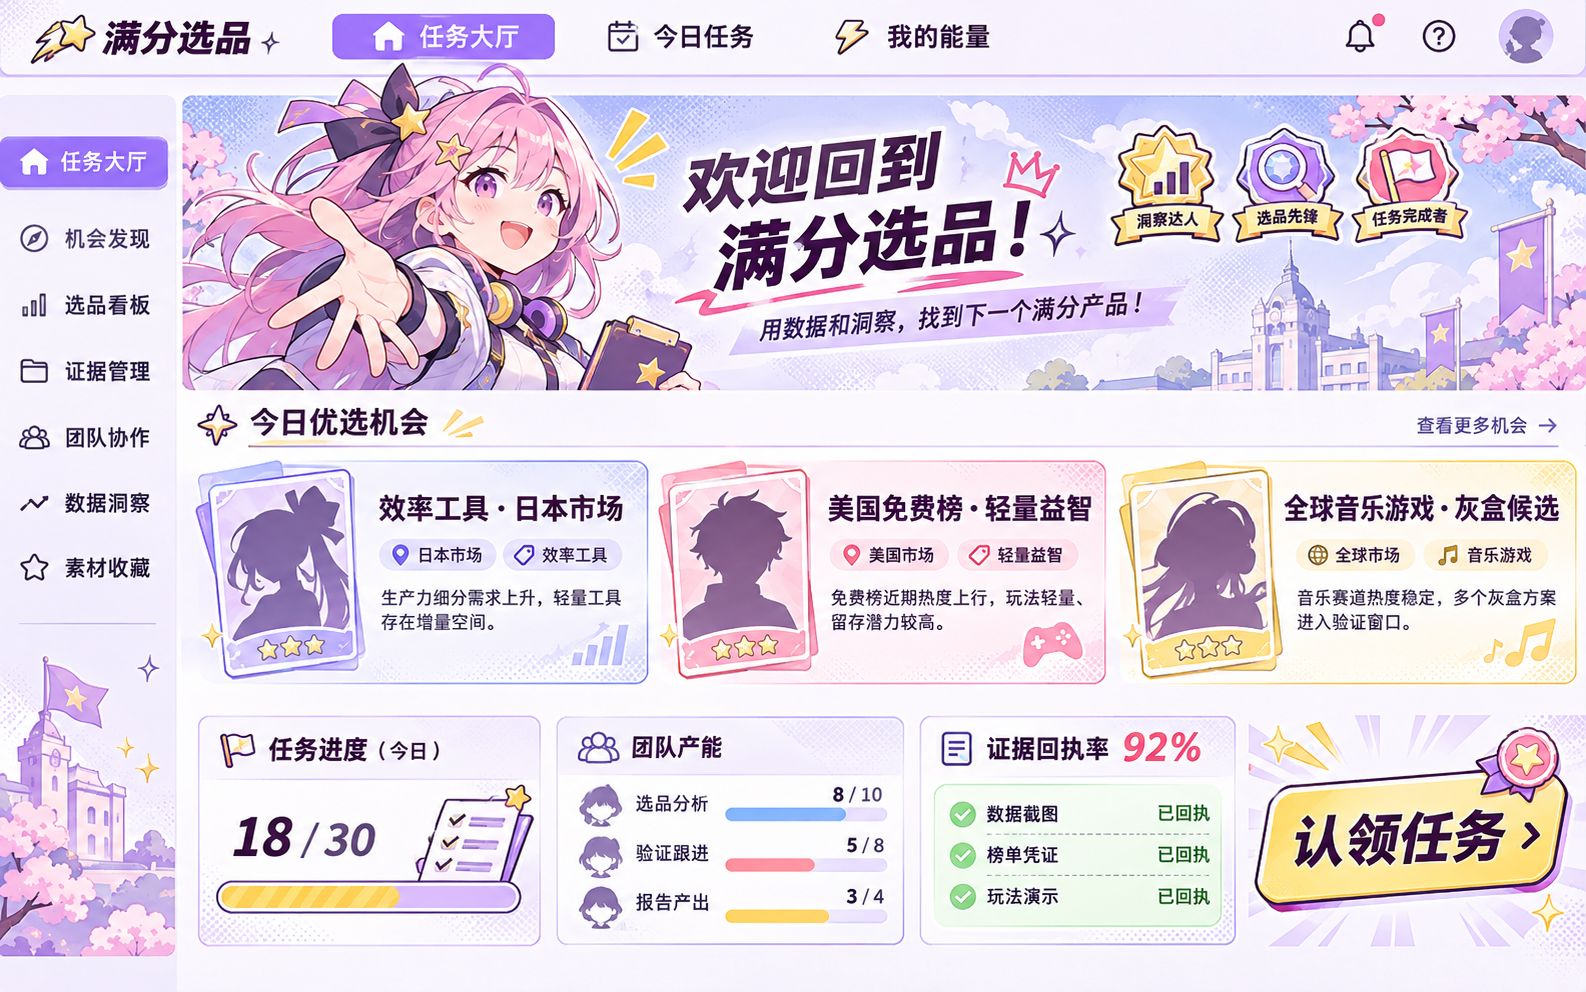 满分选品
任务大厅
今日任务
我的能量
任务大厅
机会发现
选品看板
证据管理
团队协作
数据洞察
素材收藏
欢迎回到
满分选品！
用数据和洞察，找到下一个满分产品！
洞察达人
选品先锋
任务完成者
今日优选机会
查看更多机会 →
效率工具·日本市场
日本市场
效率工具
生产力细分需求上升，轻量工具
存在增量空间。
美国免费榜·轻量益智
美国市场
轻量益智
免费榜近期热度上行，玩法轻量、
留存潜力较高。
全球音乐游戏·灰盒候选
全球市场
音乐游戏
音乐赛道热度稳定，多个灰盒方案
进入验证窗口。
任务进度（今日）
18 / 30
团队产能
选品分析 8 / 10
验证跟进 5 / 8
报告产出 3 / 4
证据回执率 92%
数据截图 已回执
榜单凭证 已回执
玩法演示 已回执
认领任务 >